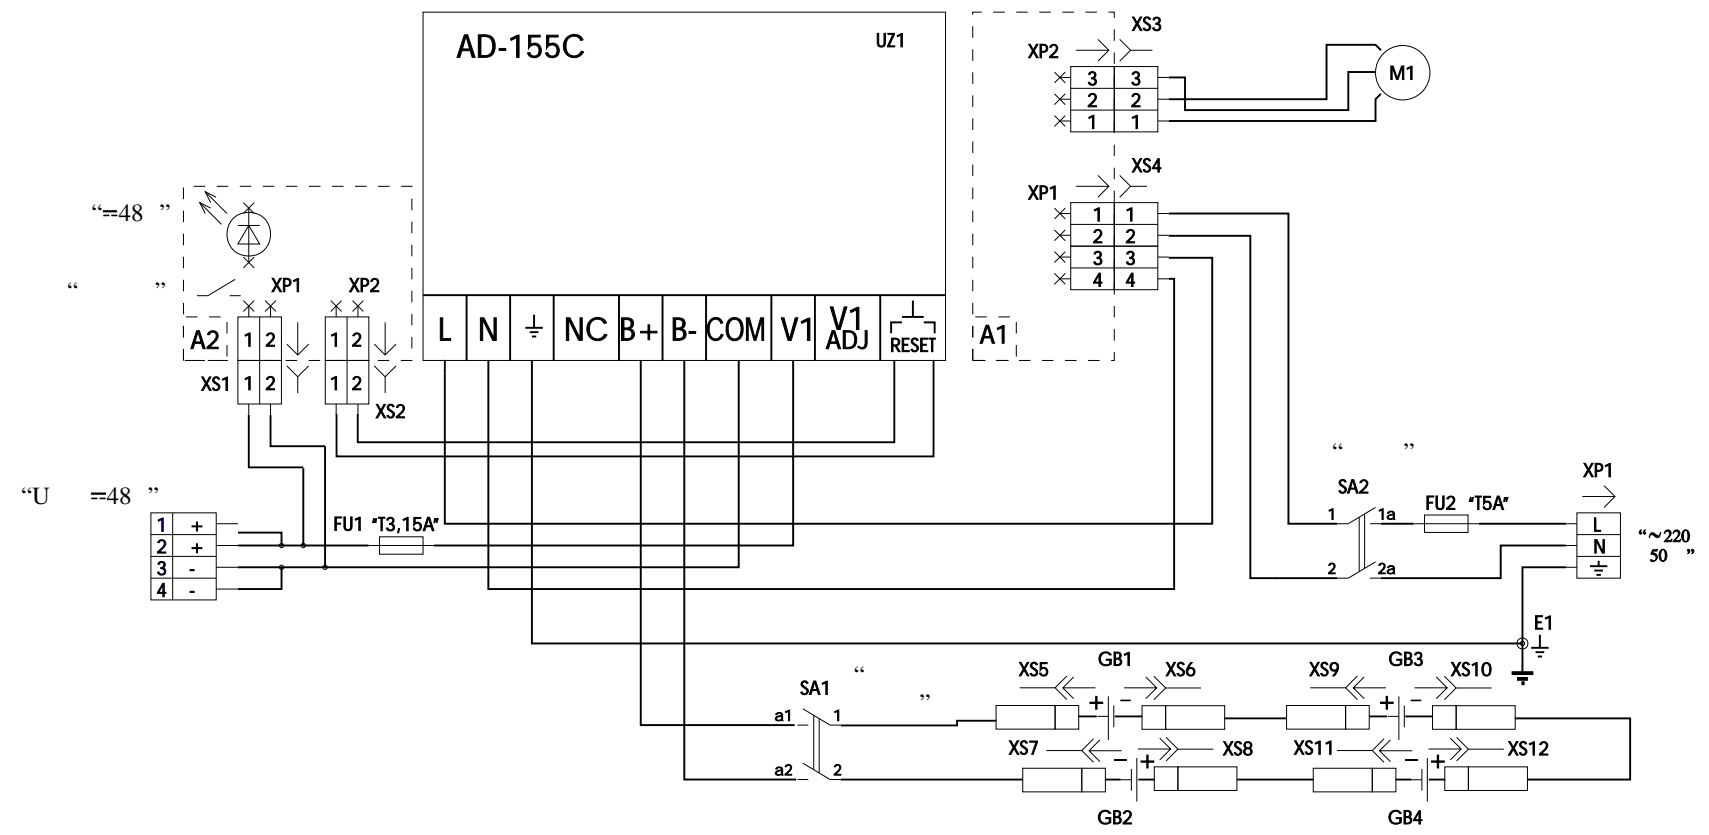 AD-155C
UZ1
XS3
XP2
3 3
2 2
1 1
M1
XS4
XP1
1 1
2 2
3 3
4 4
A1
“=48 ”
“ ”
XP1
XP2
A2
1 2
1 2
XS1
1 2
1 2
XS2
L
N
NC
B+
B-
COM
V1
V1
ADJ
RESET
“U =48 ”
1 +
2 +
3 -
4 -
FU1 "T3,15A"
“ ”
SA2
1
1a
2
2a
FU2 "T5A"
XP1
L
N
“~220
50 ”
E1
“
”
SA1
a1
1
a2
2
XS5
GB1
XS6
XS9
GB3
XS10
+ −
+ −
XS7
XS8
XS11
XS12
− +
− +
GB2
GB4